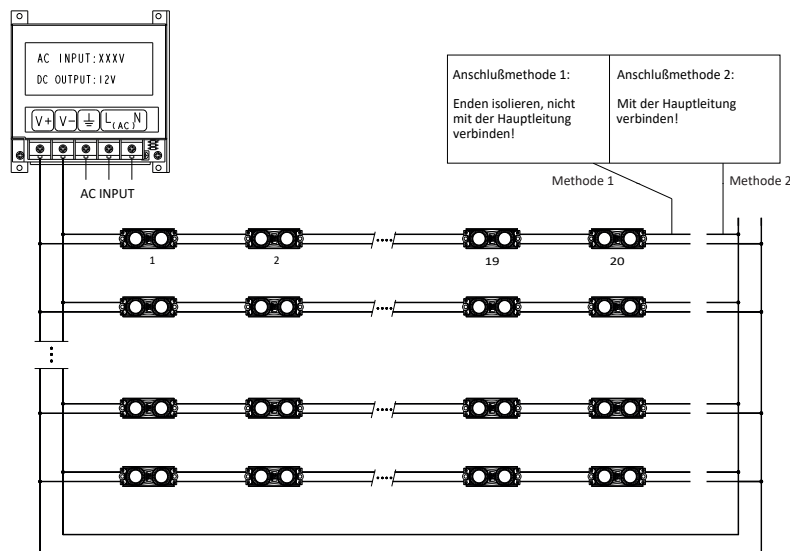 AC INPUT:XXXV
DC OUTPUT:12V
V+ V- L(AC)N
AC INPUT
Anschlußmethode 1:
Enden isolieren, nicht
mit der Hauptleitung
verbinden!
Anschlußmethode 2:
Mit der Hauptleitung
verbinden!
Methode 1
Methode 2
1
2
19
20